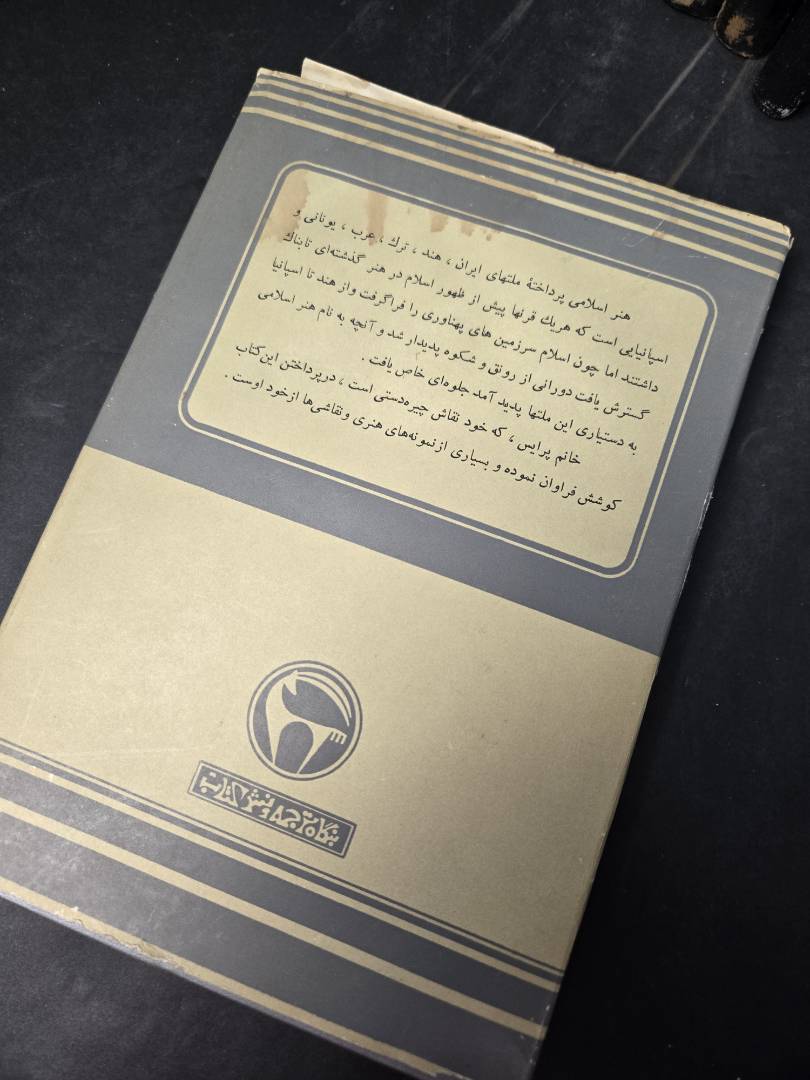 هنر اسلامی پرداختهٔ ملتهای ایران ، هند ، ترك ، عرب ، یونانی و
اسپانیایی است که هریك قرنها پیش از ظهور اسلام در هنر گذشته‌ای تابناك
داشتند اما چون اسلام سرزمین های پهناوری را فراگرفت واز هند تا اسپانیا
گسترش یافت دورانی از رونق و شکوه پدیدار شد و آنچه به نام هنر اسلامی
به دستیاری این ملتها پدید آمد جلوه‌ای خاص یافت .
خانم پرایس ، که خود نقاش چیره‌دستی است ، درپرداختن این‌کتاب
کوشش فراوان نموده و بسیاری ازنمونه‌های هنری ونقاشی‌ها ازخود اوست .
بنگاه ترجمه و نشر کتاب